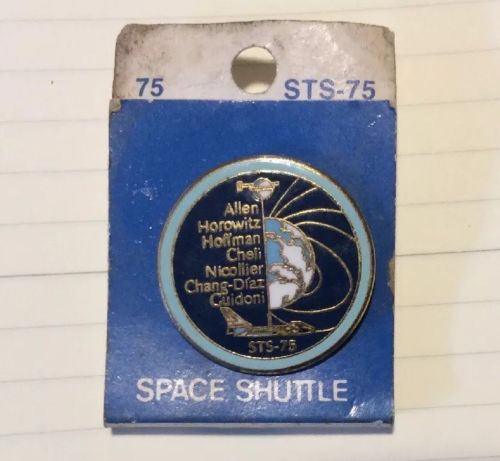 75 STS-75
Allen
Horowitz
Hoffman
Cheli
Nicollier
Chang-Díaz
Guidoni
STS-75
SPACE SHUTTLE